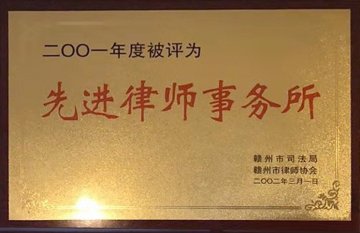 二〇〇一年度被评为
先进律师事务所
赣州市司法局
赣州市律师协会
二〇〇二年三月一日